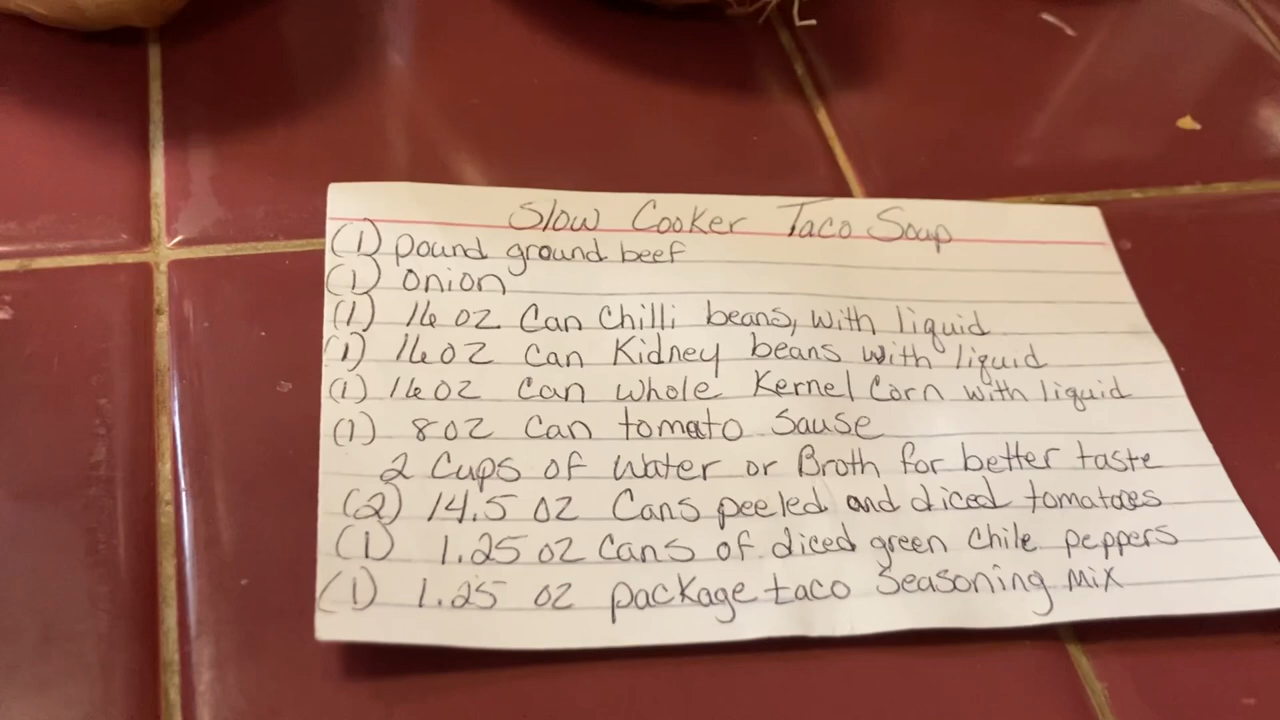 Slow Cooker Taco Soup
(1) pound ground beef
(1) onion
(1) 16 oz Can Chilli beans, with liquid
(1) 16 oz Can Kidney beans with liquid
(1) 16 oz Can whole Kernel Corn with liquid
(1) 8 oz Can tomato Sause
2 Cups of Water or Broth for better taste
(2) 14.5 oz Cans peeled and diced tomatoes
(1) 1.25 oz Cans of diced green Chile peppers
(1) 1.25 oz package taco Seasoning Mix